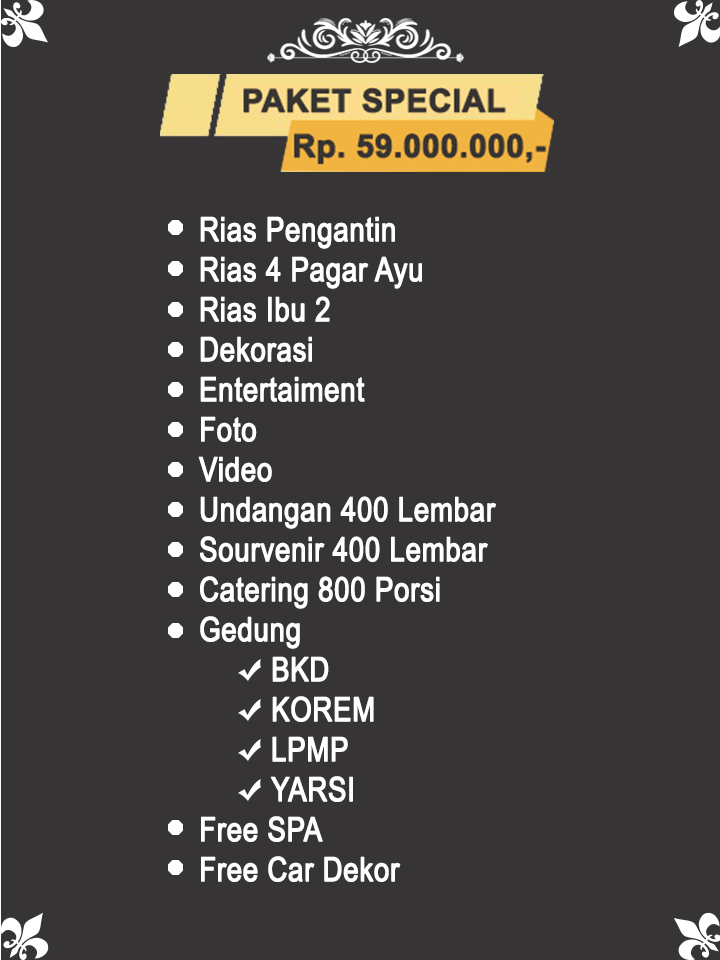 PAKET SPECIAL
Rp. 59.000.000,-
Rias Pengantin
Rias 4 Pagar Ayu
Rias Ibu 2
Dekorasi
Entertaiment
Foto
Video
Undangan 400 Lembar
Sourvenir 400 Lembar
Catering 800 Porsi
Gedung
BKD
KOREM
LPMP
YARSI
Free SPA
Free Car Dekor